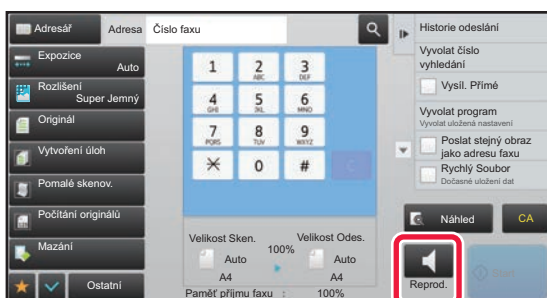 Adresář
Adresa
Číslo faxu
Historie odeslání
Vyvolat číslo
vyhledání
Vysíl. Přímé
Vyvolat program
Vyvolat uložená nastavení
Poslat stejný obraz
jako adresu faxu
Rychlý Soubor
Dočasné uložení dat
Expozice
Auto
Rozlišení
Super Jemný
Originál
Vytvoření úloh
Pomalé skenov.
Počítání originálů
Mazání
Ostatní
1
2
ABC
3
DEF
4
GHI
5
JKL
6
MNO
7
PQRS
8
TUV
9
WXYZ
0
#
C
Velikost Sken.
100%
Velikost Odes.
Auto
Auto
A4
A4
Paměť příjmu faxu : 100%
Náhled
CA
Reprod.
Start